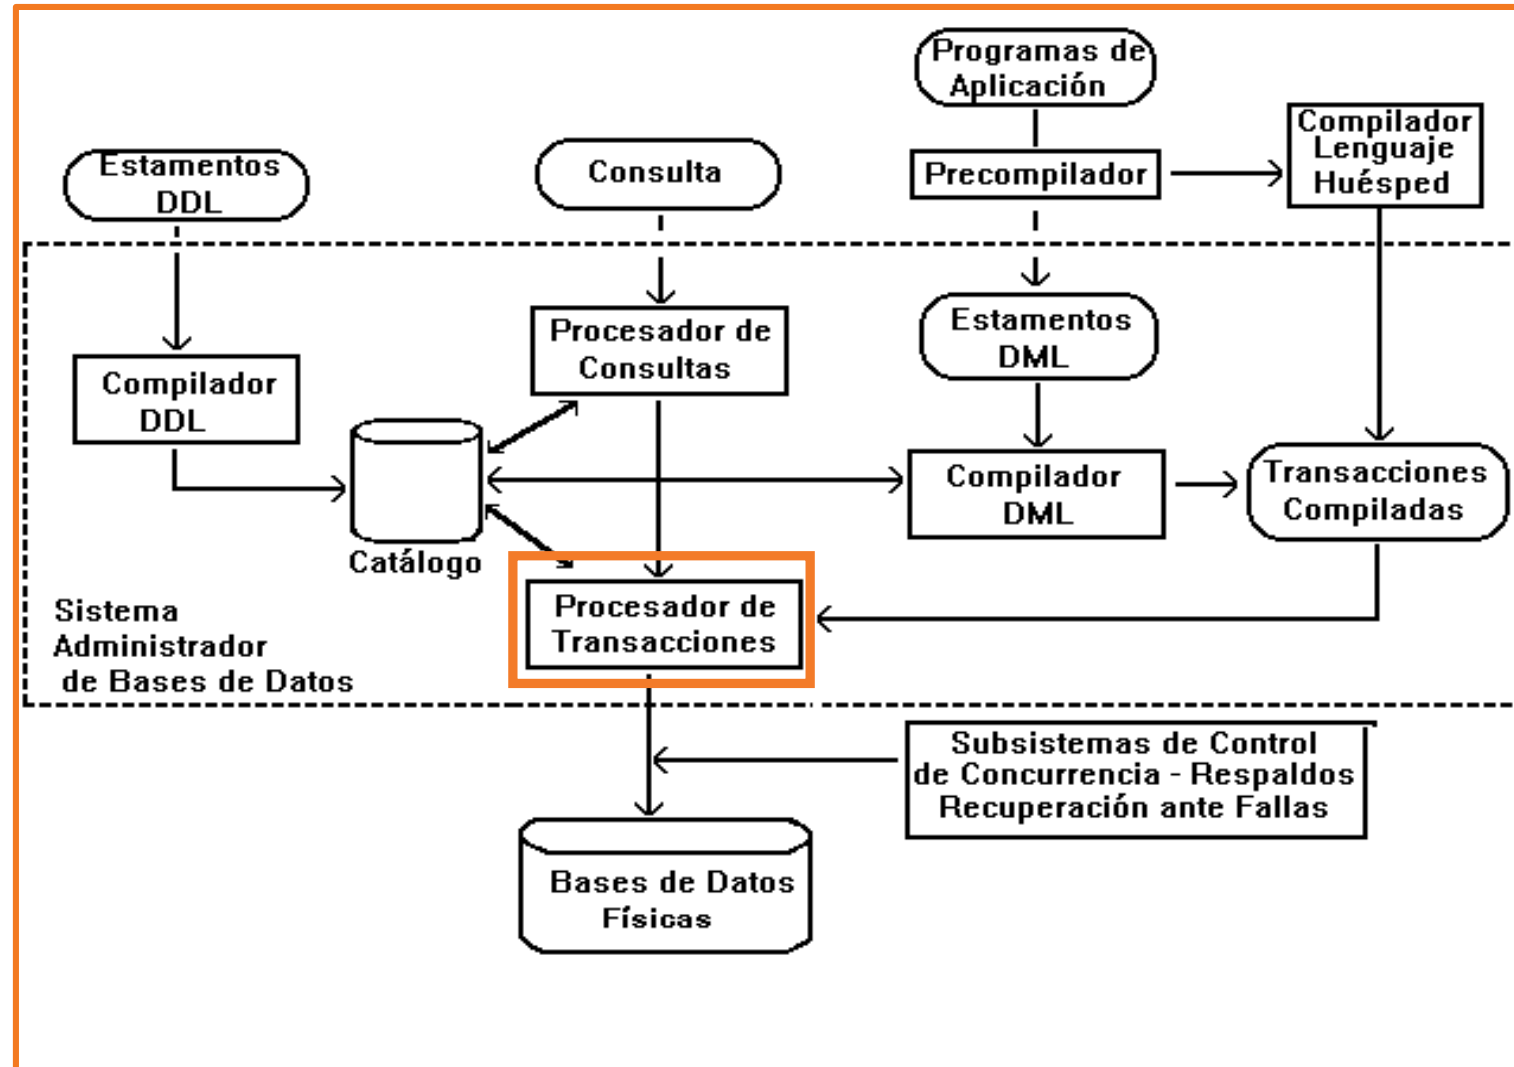 Programas de
Aplicación
Compilador
Lenguaje
Huésped
Estamentos
DDL
Consulta
Precompilador
Procesador de
Consultas
Estamentos
DML
Compilador
DDL
Compilador
DML
Transacciones
Compiladas
Catálogo
Procesador de
Transacciones
Sistema
Administrador
de Bases de Datos
Subsistemas de Control
de Concurrencia - Respaldos
Recuperación ante Fallas
Bases de Datos
Físicas